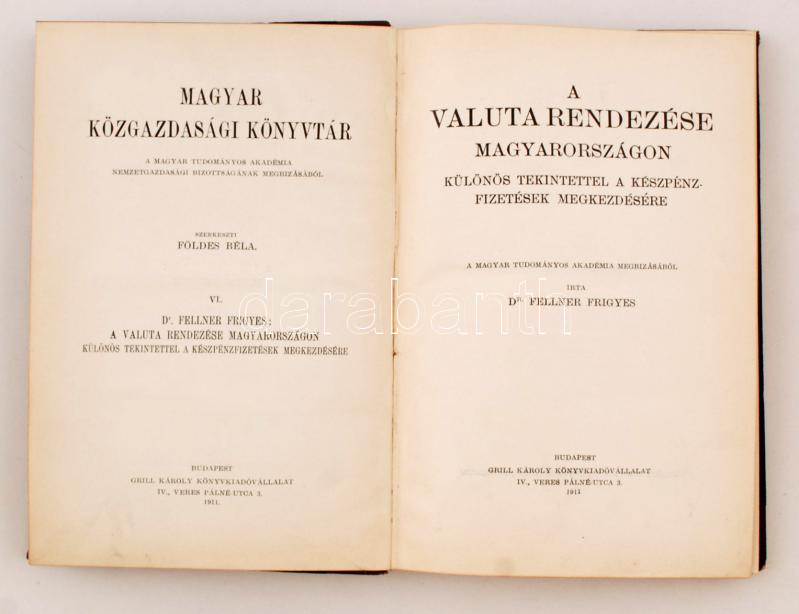 MAGYAR
KÖZGAZDASÁGI KÖNYVTÁR
A MAGYAR TUDOMÁNYOS AKADÉMIA
NEMZETGAZDASÁGI BIZOTTSÁGÁNAK MEGBIZÁSÁBÓL
SZERKESZTI
FÖLDES BÉLA.
VI.
Dr. FELLNER FRIGYES:
A VALUTA RENDEZÉSE MAGYARORSZÁGON
KÜLÖNÖS TEKINTETTEL A KÉSZPÉNZFIZETÉSEK MEGKEZDÉSÉRE
BUDAPEST
GRILL KÁROLY KÖNYVKIADÓVÁLLALAT
IV., VERES PÁLNÉ-UTCA 3.
1911.
A
VALUTA RENDEZÉSE
MAGYARORSZÁGON
KÜLÖNÖS TEKINTETTEL A KÉSZPÉNZ-
FIZETÉSEK MEGKEZDÉSÉRE
A MAGYAR TUDOMÁNYOS AKADÉMIA MEGBIZÁSÁBÓL
IRTA
DR. FELLNER FRIGYES
BUDAPEST
GRILL KÁROLY KÖNYVKIADÓVÁLLALAT
IV., VERES PÁLNÉ-UTCA 3.
1911
darabanth